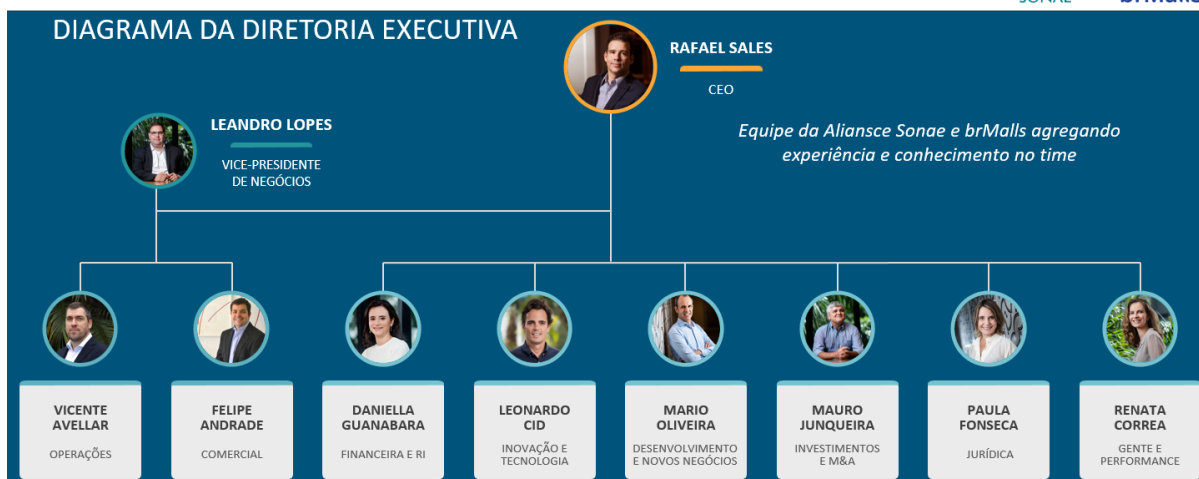 DIAGRAMA DA DIRETORIA EXECUTIVA
RAFAEL SALES
CEO
LEANDRO LOPES
VICE-PRESIDENTE
DE NEGÓCIOS
Equipe da Aliansce Sonae e brMalls agregando
experiência e conhecimento no time
VICENTE
AVELLAR
OPERAÇÕES
FELIPE
ANDRADE
COMERCIAL
DANIELLA
GUANABARA
FINANCEIRA E RI
LEONARDO
CID
INOVAÇÃO E
TECNOLOGIA
MARIO
OLIVEIRA
DESENVOLVIMENTO
E NOVOS NEGÓCIOS
MAURO
JUNQUEIRA
INVESTIMENTOS
E M&A
PAULA
FONSECA
JURÍDICA
RENATA
CORREA
GENTE E
PERFORMANCE